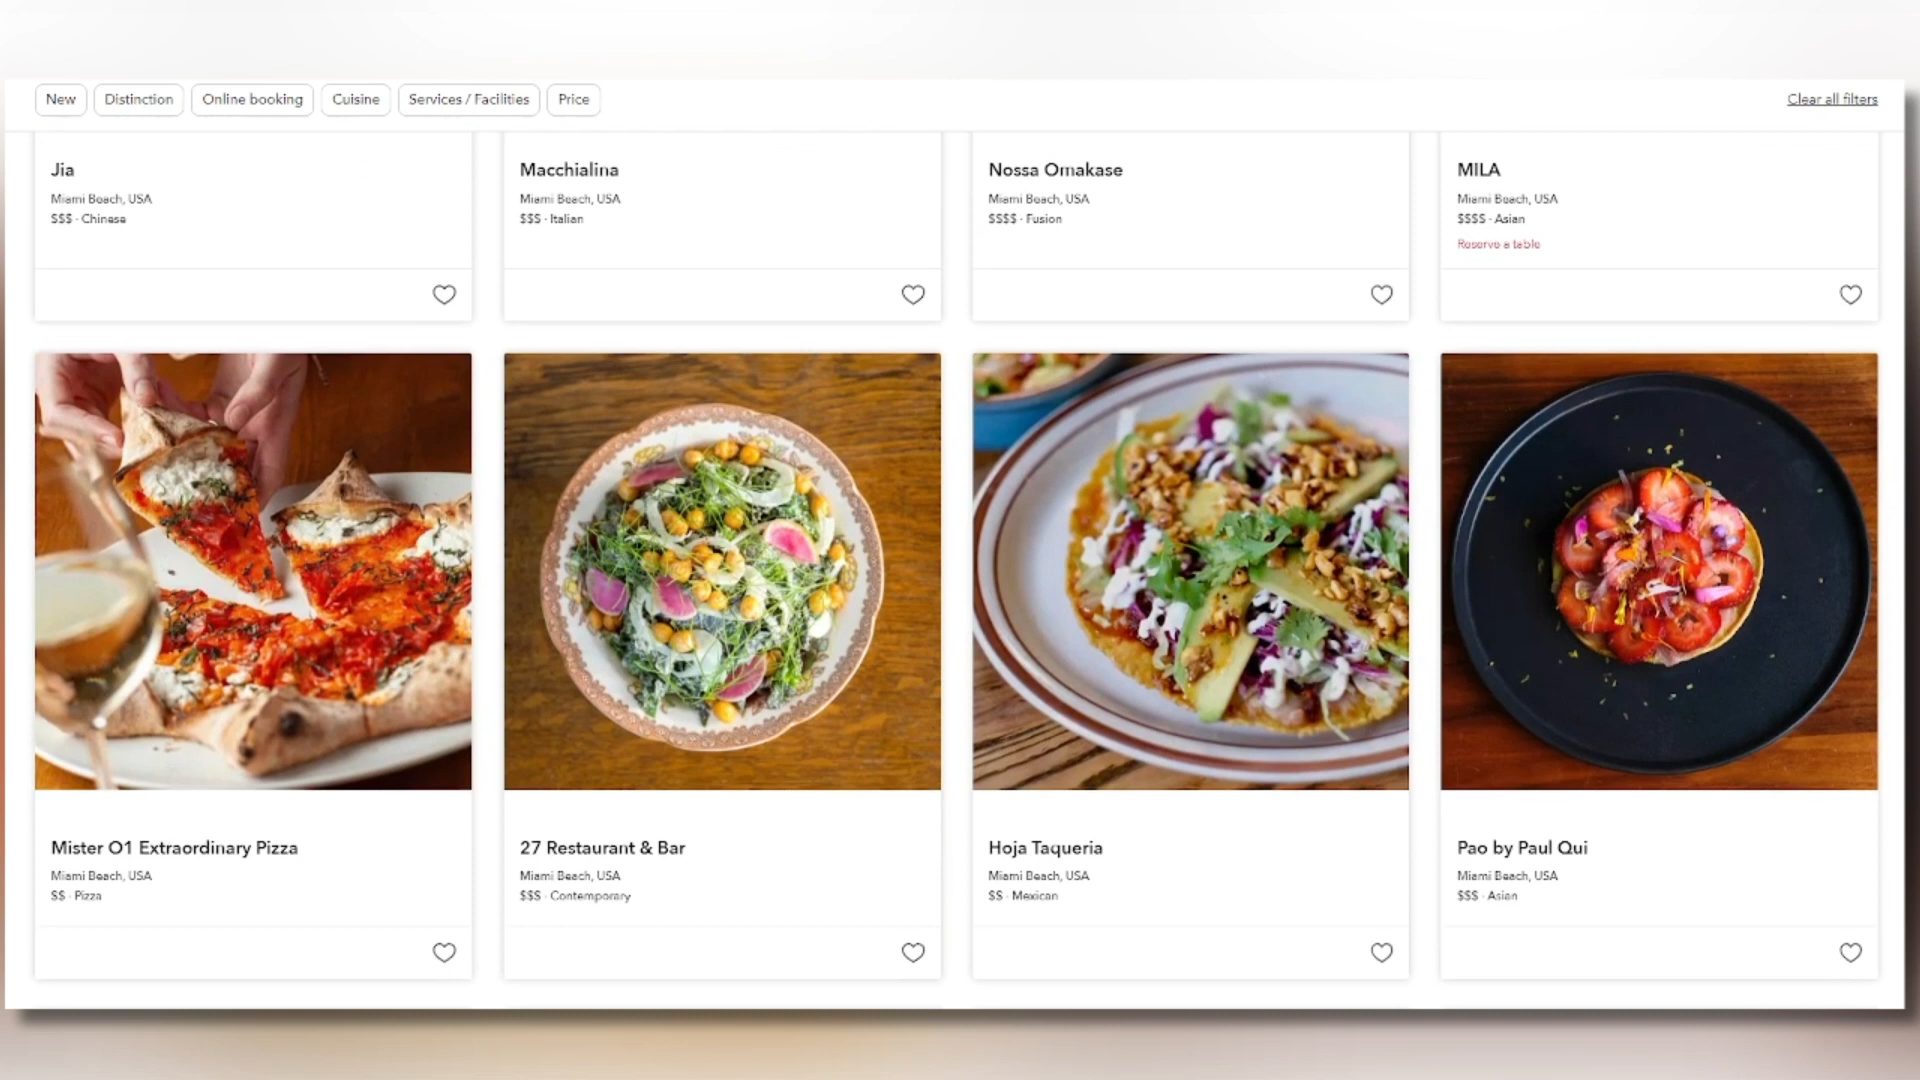 New
Distinction
Online booking
Cuisine
Services / Facilities
Price
Clear all filters
Jia
Miami Beach, USA
$$$ · Chinese
Macchialina
Miami Beach, USA
$$$ · Italian
Nossa Omakase
Miami Beach, USA
$$$$ · Fusion
MILA
Miami Beach, USA
$$$$ · Asian
Reserve a table
Mister O1 Extraordinary Pizza
Miami Beach, USA
$$ · Pizza
27 Restaurant & Bar
Miami Beach, USA
$$$ · Contemporary
Hoja Taqueria
Miami Beach, USA
$$ · Mexican
Pao by Paul Qui
Miami Beach, USA
$$$ · Asian